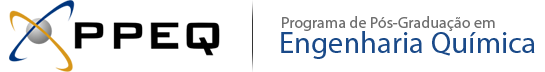 PPEQ
Programa de Pós-Graduação em
Engenharia Química